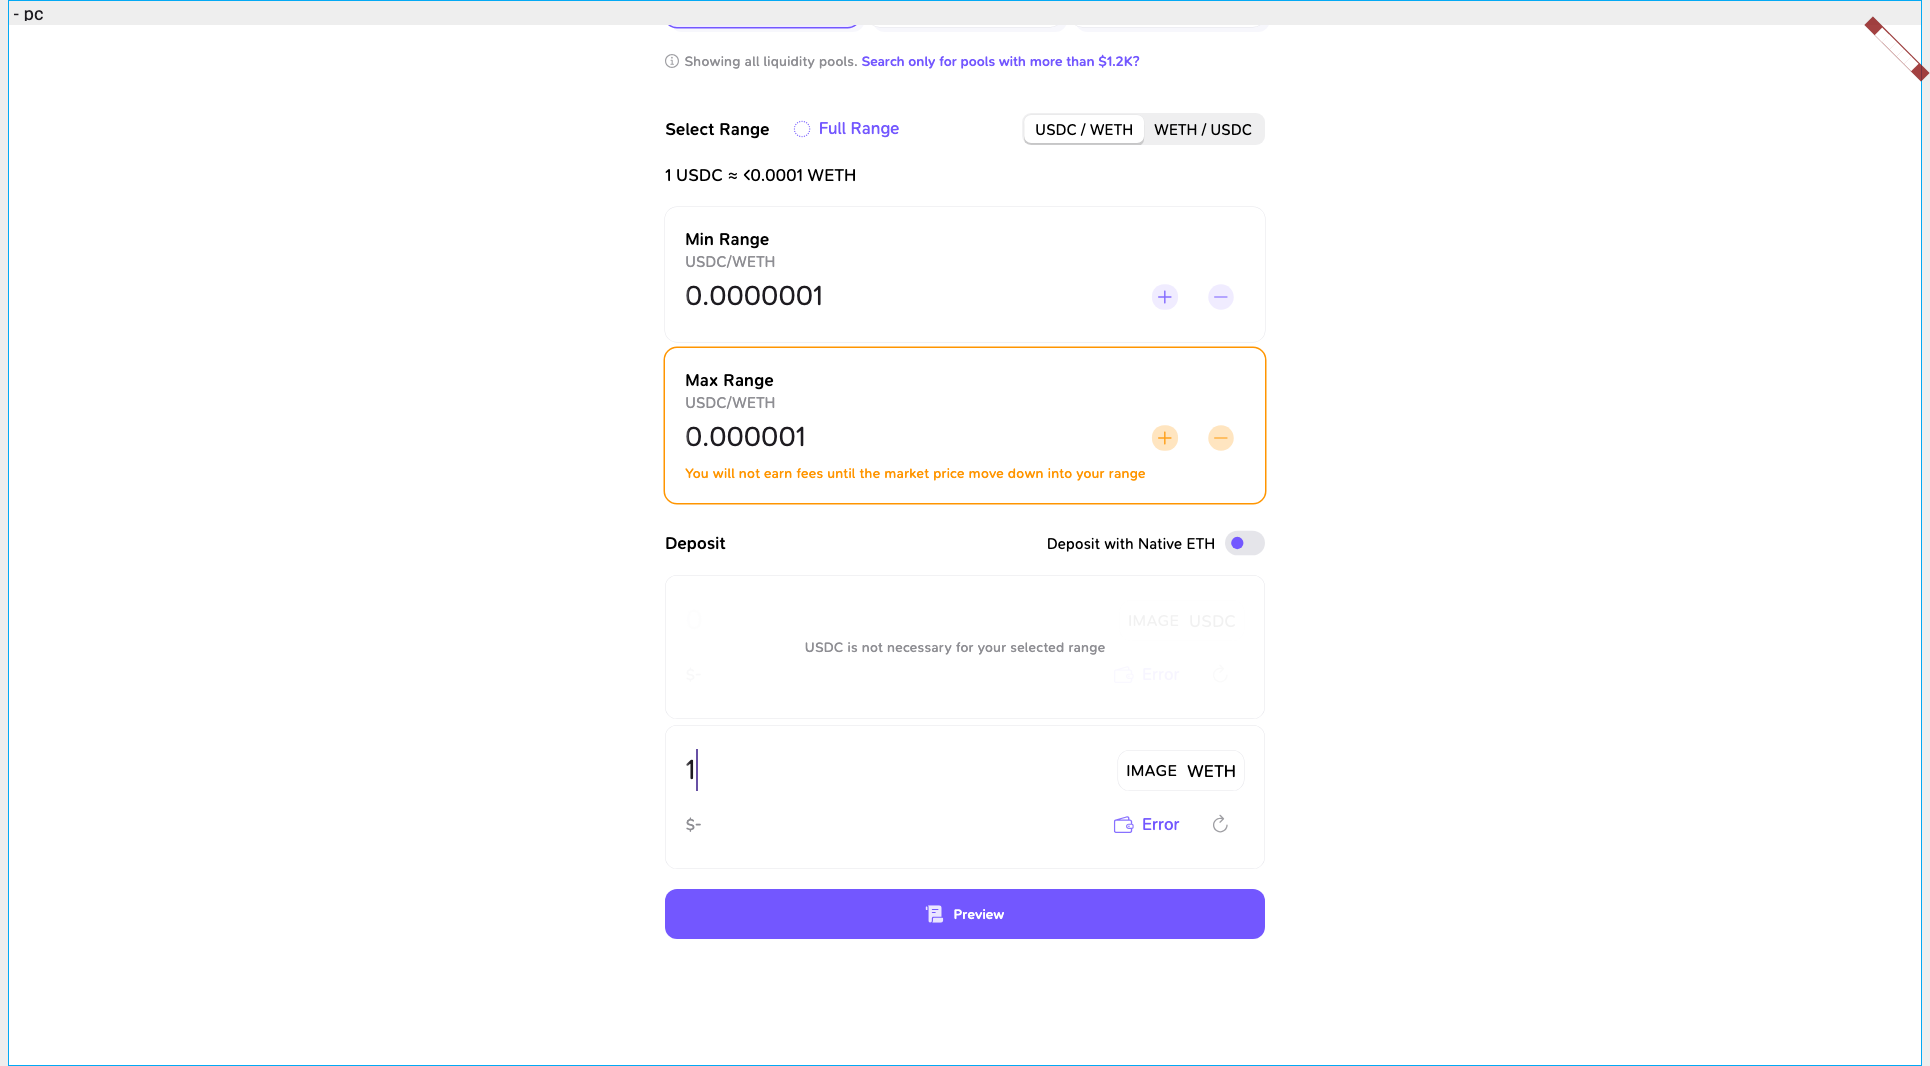 - pc
Showing all liquidity pools. Search only for pools with more than $1.2K?
Select Range Full Range USDC / WETH WETH / USDC
1 USDC ≈ <0.0001 WETH
Min Range
USDC/WETH
0.0000001
Max Range
USDC/WETH
0.000001
You will not earn fees until the market price move down into your range
Deposit Deposit with Native ETH
IMAGE USDC
USDC is not necessary for your selected range
$- Error
1 IMAGE WETH
$- Error
Preview